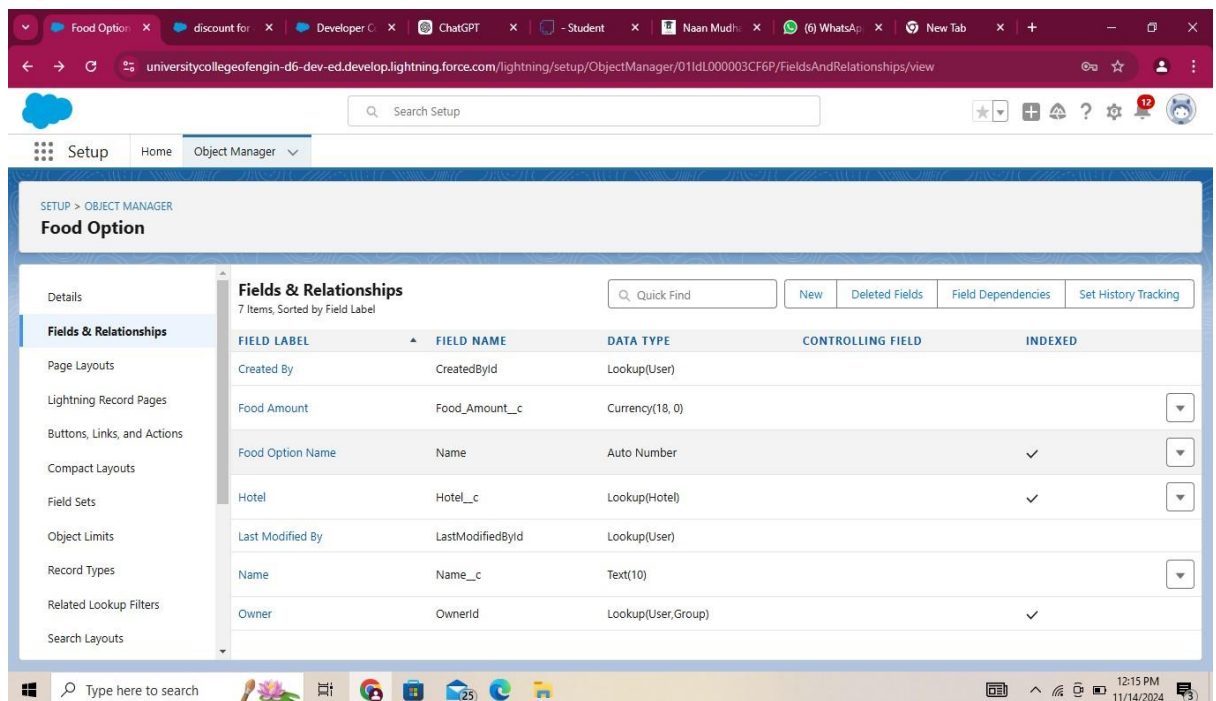 Food Option
discount for
Developer C
ChatGPT
- Student
Naan Mudh
(6) WhatsAp
New Tab
universitycollegeofengin-d6-dev-ed.develop.lightning.force.com/lightning/setup/ObjectManager/01IdL000003CF6P/FieldsAndRelationships/view
Search Setup
12
Setup Home Object Manager
SETUP > OBJECT MANAGER
Food Option
Details
Fields & Relationships
Page Layouts
Lightning Record Pages
Buttons, Links, and Actions
Compact Layouts
Field Sets
Object Limits
Record Types
Related Lookup Filters
Search Layouts
Fields & Relationships
7 Items, Sorted by Field Label
Quick Find New Deleted Fields Field Dependencies Set History Tracking
FIELD LABEL FIELD NAME DATA TYPE CONTROLLING FIELD INDEXED
Created By CreatedById Lookup(User)
Food Amount Food_Amount__c Currency(18, 0)
Food Option Name Name Auto Number
Hotel Hotel__c Lookup(Hotel)
Last Modified By LastModifiedById Lookup(User)
Name Name__c Text(10)
Owner OwnerId Lookup(User,Group)
Type here to search
25
12:15 PM
11/14/2024
3